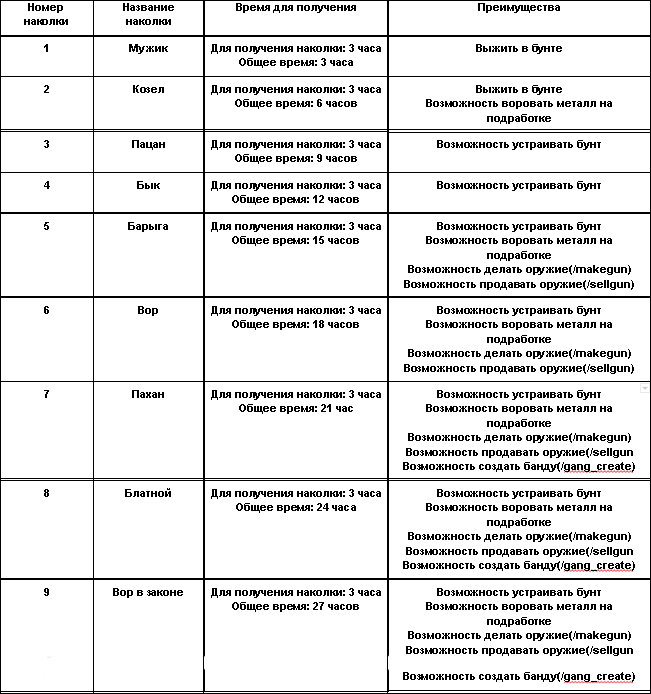 Номер наколки
Название наколки
Время для получения
Преимущества
1
Мужик
Для получения наколки: 3 часа
Общее время: 3 часа
Выжить в бунте
2
Козел
Для получения наколки: 3 часа
Общее время: 6 часов
Выжить в бунте
Возможность воровать металл на
подработке
3
Пацан
Для получения наколки: 3 часа
Общее время: 9 часов
Возможность устраивать бунт
4
Бык
Для получения наколки: 3 часа
Общее время: 12 часов
Возможность устраивать бунт
5
Барыга
Для получения наколки: 3 часа
Общее время: 15 часов
Возможность устраивать бунт
Возможность воровать металл на
подработке
Возможность делать оружие(/makegun)
Возможность продавать оружие(/sellgun)
6
Вор
Для получения наколки: 3 часа
Общее время: 18 часов
Возможность устраивать бунт
Возможность воровать металл на
подработке
Возможность делать оружие(/makegun)
Возможность продавать оружие(/sellgun)
7
Пахан
Для получения наколки: 3 часа
Общее время: 21 час
Возможность устраивать бунт
Возможность воровать металл на
подработке
Возможность делать оружие(/makegun)
Возможность продавать оружие(/sellgun
Возможность создать банду(/gang_create)
8
Блатной
Для получения наколки: 3 часа
Общее время: 24 часа
Возможность устраивать бунт
Возможность воровать металл на
подработке
Возможность делать оружие(/makegun)
Возможность продавать оружие(/sellgun
Возможность создать банду(/gang_create)
9
Вор в законе
Для получения наколки: 3 часа
Общее время: 27 часов
Возможность устраивать бунт
Возможность воровать металл на
подработке
Возможность делать оружие(/makegun)
Возможность продавать оружие(/sellgun
Возможность создать банду(/gang_create)